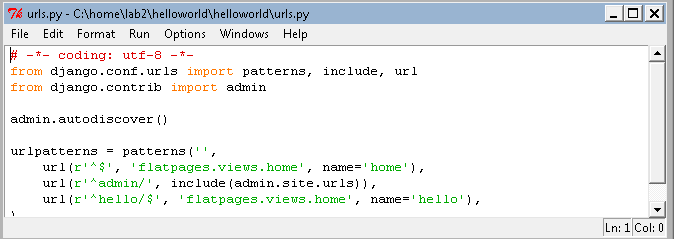 urls.py - C:\home\lab2\helloworld\helloworld\urls.py
File Edit Format Run Options Windows Help
# -*- coding: utf-8 -*-
from django.conf.urls import patterns, include, url
from django.contrib import admin
admin.autodiscover()
urlpatterns = patterns('',
    url(r'^$', 'flatpages.views.home', name='home'),
    url(r'^admin/', include(admin.site.urls)),
    url(r'^hello/$', 'flatpages.views.home', name='hello'),
)
Ln: 1 Col: 0